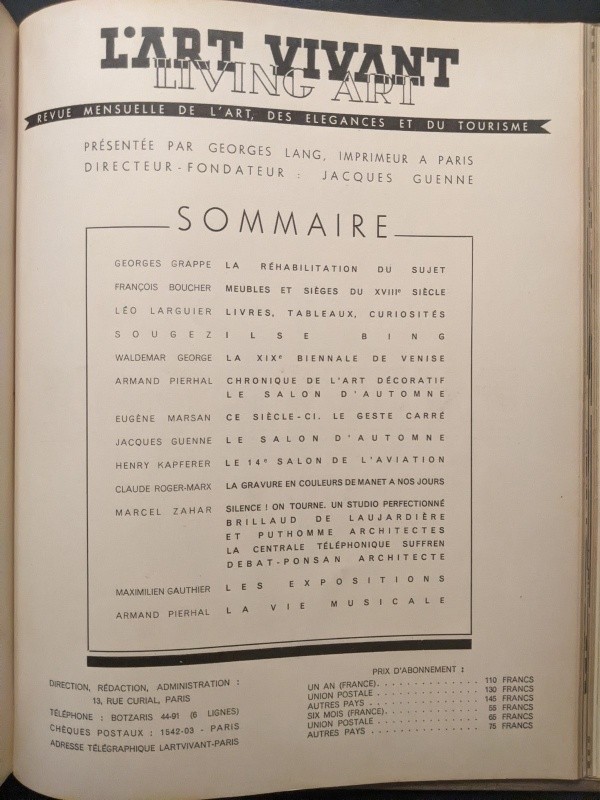 L'ART VIVANT
LIVING ART
REVUE MENSUELLE DE L'ART, DES ELEGANCES ET DU TOURISME
PRÉSENTÉE PAR GEORGES LANG, IMPRIMEUR A PARIS
DIRECTEUR-FONDATEUR : JACQUES GUENNE
SOMMAIRE
GEORGES GRAPPE LA RÉHABILITATION DU SUJET
FRANÇOIS BOUCHER MEUBLES ET SIÈGES DU XVIIIe SIÈCLE
LÉO LARGUIER LIVRES, TABLEAUX, CURIOSITÉS
SOUGEZ ILSE BING
WALDEMAR GEORGE LA XIXe BIENNALE DE VENISE
ARMAND PIERHAL CHRONIQUE DE L'ART DÉCORATIF
LE SALON D'AUTOMNE
EUGÈNE MARSAN CE SIÈCLE-CI. LE GESTE CARRÉ
JACQUES GUENNE LE SALON D'AUTOMNE
HENRY KAPFERER LE 14e SALON DE L'AVIATION
CLAUDE ROGER-MARX LA GRAVURE EN COULEURS DE MANET A NOS JOURS
MARCEL ZAHAR SILENCE ! ON TOURNE. UN STUDIO PERFECTIONNÉ
BRILLAUD DE LAUJARDIÈRE
ET PUTHOMME ARCHITECTES
LA CENTRALE TÉLÉPHONIQUE SUFFREN
DEBAT-PONSAN ARCHITECTE
MAXIMILIEN GAUTHIER LES EXPOSITIONS
ARMAND PIERHAL LA VIE MUSICALE
DIRECTION, RÉDACTION, ADMINISTRATION :
13, RUE CURIAL, PARIS
TÉLÉPHONE : BOTZARIS 44-91 (6 LIGNES)
CHÈQUES POSTAUX : 1542-03 - PARIS
ADRESSE TÉLÉGRAPHIQUE LARTVIVANT-PARIS
PRIX D'ABONNEMENT :
UN AN (FRANCE). . . . . . . . . . . . . . . 110 FRANCS
UNION POSTALE . . . . . . . . . . . . . . . 130 FRANCS
AUTRES PAYS . . . . . . . . . . . . . . . 145 FRANCS
SIX MOIS (FRANCE). . . . . . . . . . . . . . . 55 FRANCS
UNION POSTALE . . . . . . . . . . . . . . . 65 FRANCS
AUTRES PAYS . . . . . . . . . . . . . . . 75 FRANCS